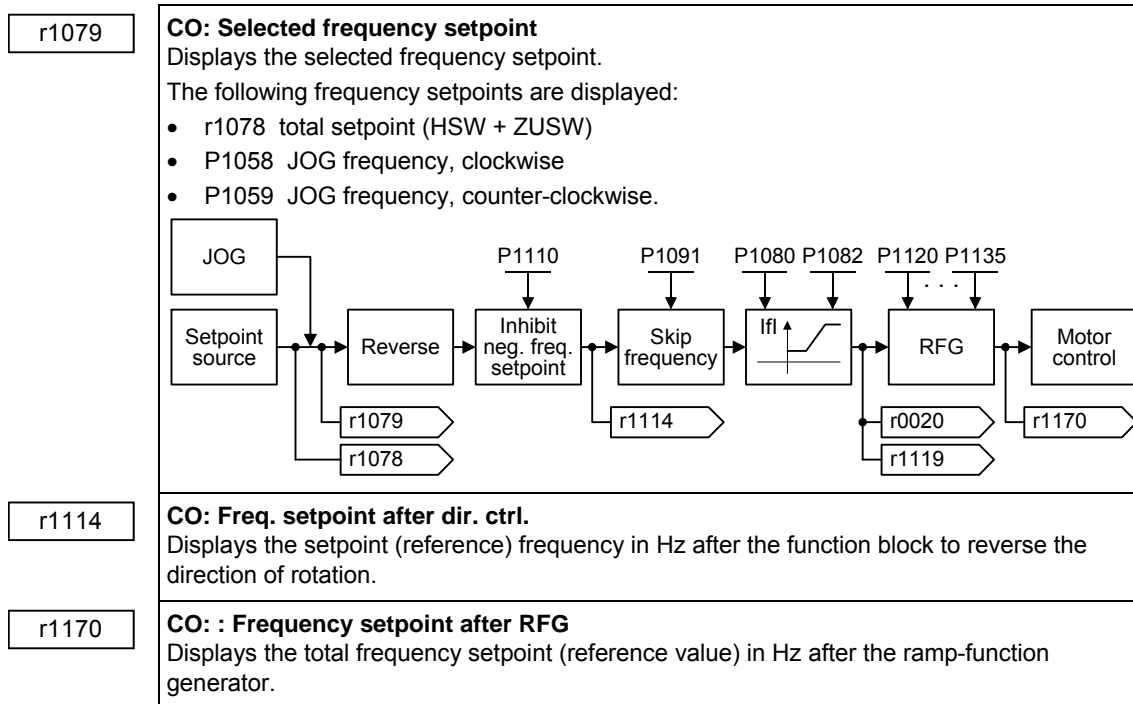 r1079
CO: Selected frequency setpoint
Displays the selected frequency setpoint.
The following frequency setpoints are displayed:
• r1078 total setpoint (HSW + ZUSW)
• P1058 JOG frequency, clockwise
• P1059 JOG frequency, counter-clockwise.
JOG
P1110
P1091
P1080 P1082
P1120 P1135
. . .
Setpoint
source
Reverse
Inhibit
neg. freq.
setpoint
Skip
frequency
IfI
RFG
Motor
control
r1079
r1114
r0020
r1170
r1078
r1119
r1114
CO: Freq. setpoint after dir. ctrl.
Displays the setpoint (reference) frequency in Hz after the function block to reverse the
direction of rotation.
r1170
CO: : Frequency setpoint after RFG
Displays the total frequency setpoint (reference value) in Hz after the ramp-function
generator.